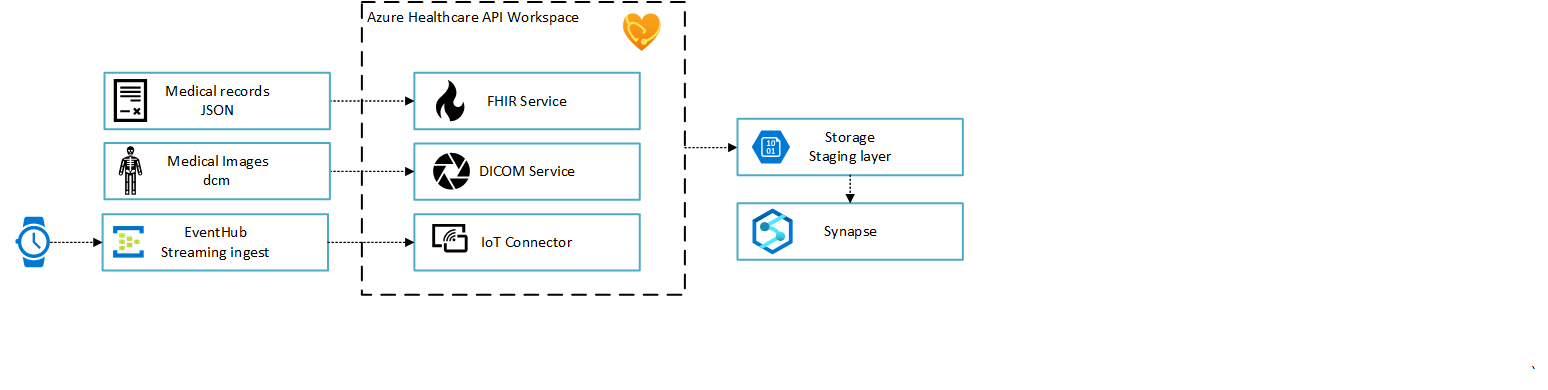 Azure Healthcare API Workspace
Medical records
JSON
FHIR Service
Medical Images
dcm
DICOM Service
EventHub
Streaming ingest
IoT Connector
10
01
Storage
Staging layer
Synapse
`